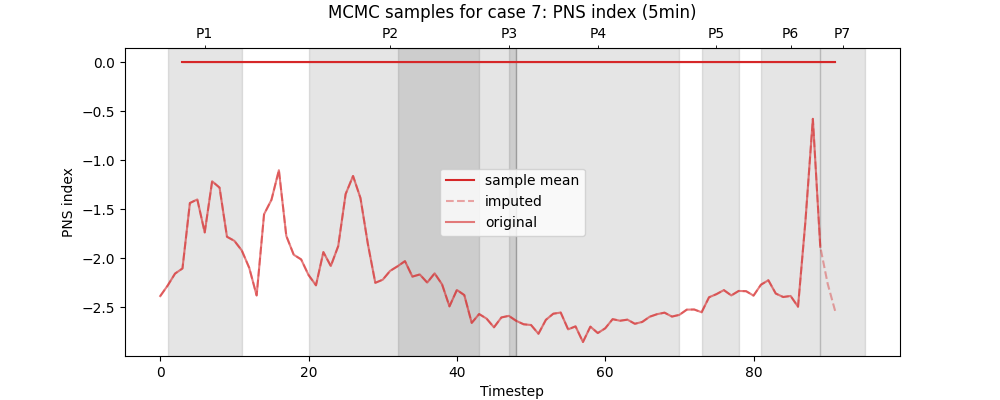 MCMC samples for case 7: PNS index (5min)
P1 P2 P3 P4 P5 P6 P7
0.0
−0.5
−1.0
−1.5
−2.0
−2.5
PNS index
sample mean
imputed
original
0 20 40 60 80
Timestep